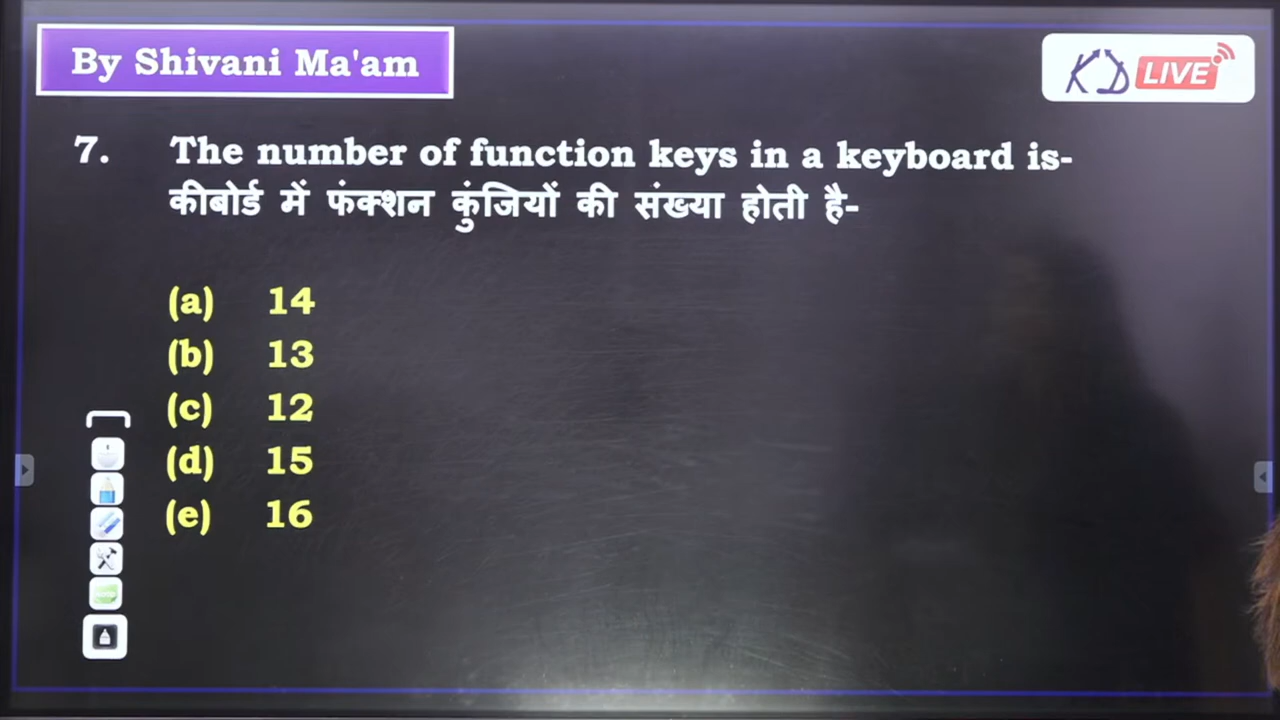 By Shivani Ma'am
KD LIVE
7. The number of function keys in a keyboard is-
कीबोर्ड में फंक्शन कुंजियों की संख्या होती है-
(a) 14
(b) 13
(c) 12
(d) 15
(e) 16